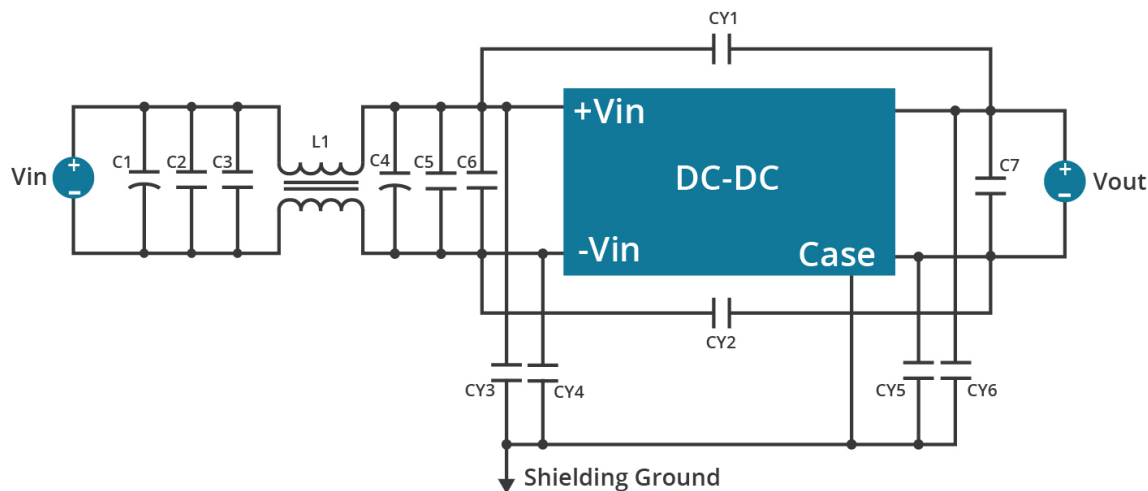 CY1
+Vin
L1
C1
C2
C3
C4
C5
C6
C7
Vin
+
−
DC-DC
+
−
Vout
-Vin
Case
CY2
CY3
CY4
CY5
CY6
Shielding Ground